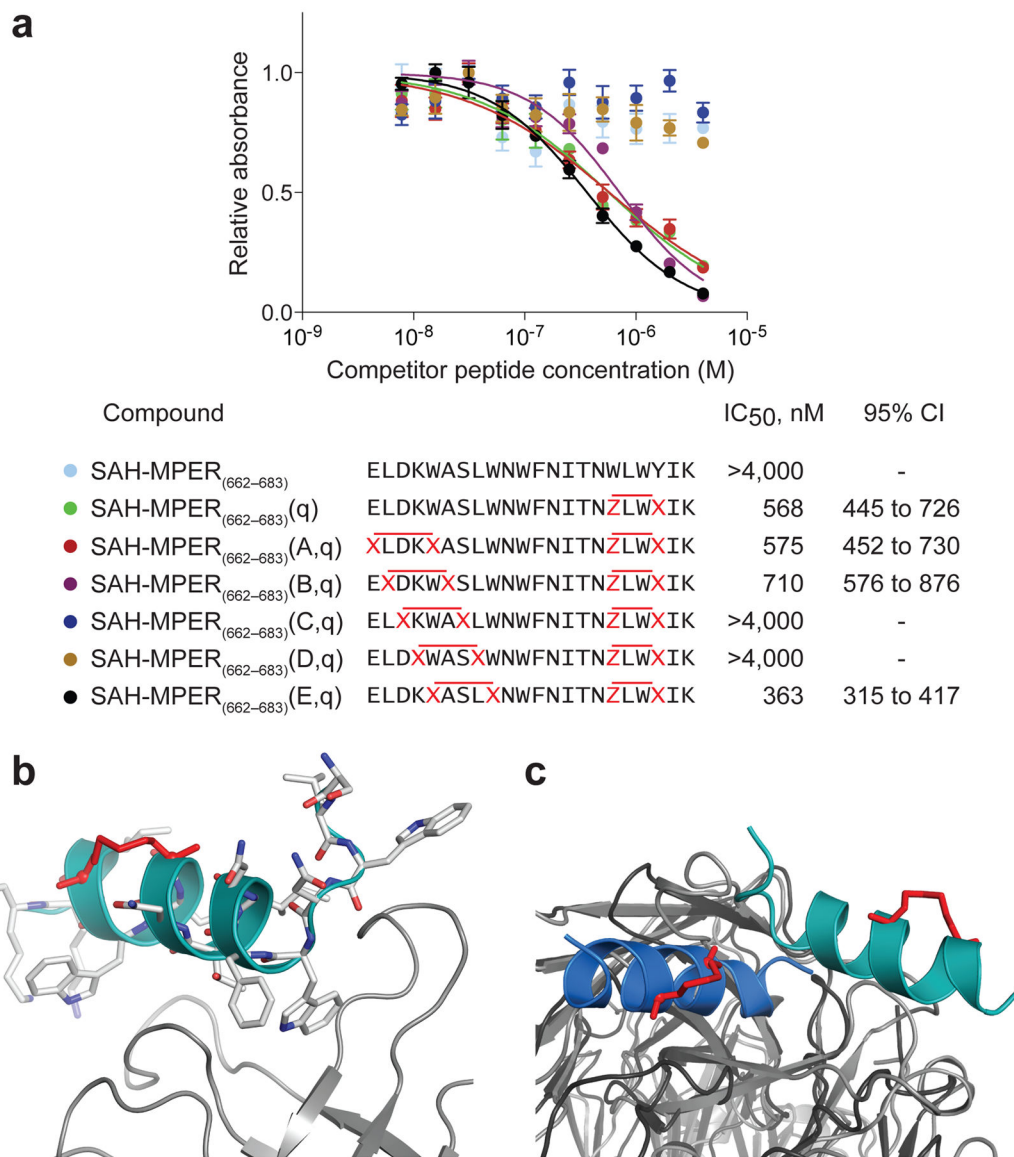 a
Relative absorbance
1.0
0.5
0.0
10-9 10-8 10-7 10-6 10-5
Competitor peptide concentration (M)
Compound IC50, nM 95% CI
SAH-MPER(662–683) ELDKWASLWNWFNITNWLWYIK >4,000 -
SAH-MPER(662–683)(q) ELDKWASLWNWFNITNZLWXIK 568 445 to 726
SAH-MPER(662–683)(A,q) XLDKXASLWNWFNITNZLWXIK 575 452 to 730
SAH-MPER(662–683)(B,q) EXDKWXSLWNWFNITNZLWXIK 710 576 to 876
SAH-MPER(662–683)(C,q) ELXKWAXLWNWFNITNZLWXIK >4,000 -
SAH-MPER(662–683)(D,q) ELDXWASXWNWFNITNZLWXIK >4,000 -
SAH-MPER(662–683)(E,q) ELDKXASLXNWFNITNZLWXIK 363 315 to 417
b c